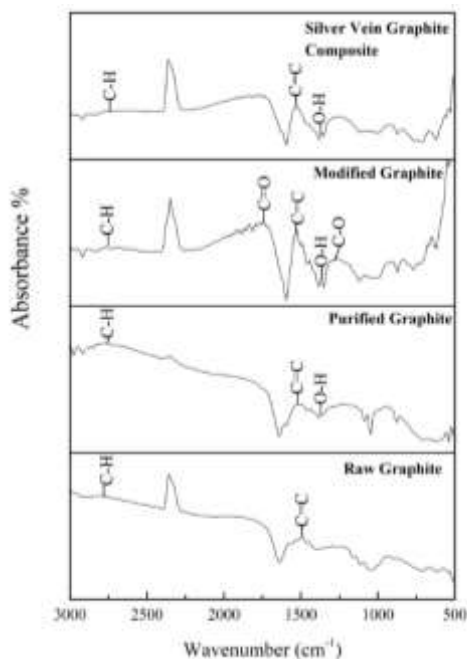 Silver Vein Graphite
Composite
C-H
C=C
O-H
Modified Graphite
C-H
C=O
C=C
O-H
C-O
Purified Graphite
C-H
C=C
O-H
Raw Graphite
C-H
C=C
Absorbance %
3000 2500 2000 1500 1000 500
Wavenumber (cm⁻¹)